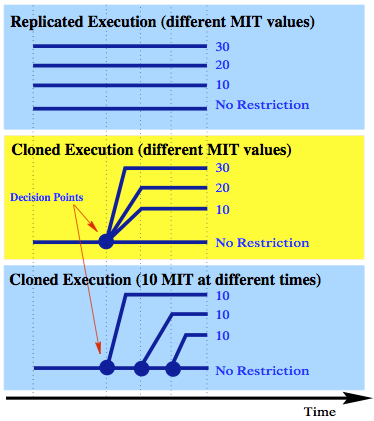 Replicated Execution (different MIT values)
30
20
10
No Restriction
Cloned Execution (different MIT values)
30
20
Decision Points
10
No Restriction
Cloned Execution (10 MIT at different times)
10
10
10
No Restriction
Time